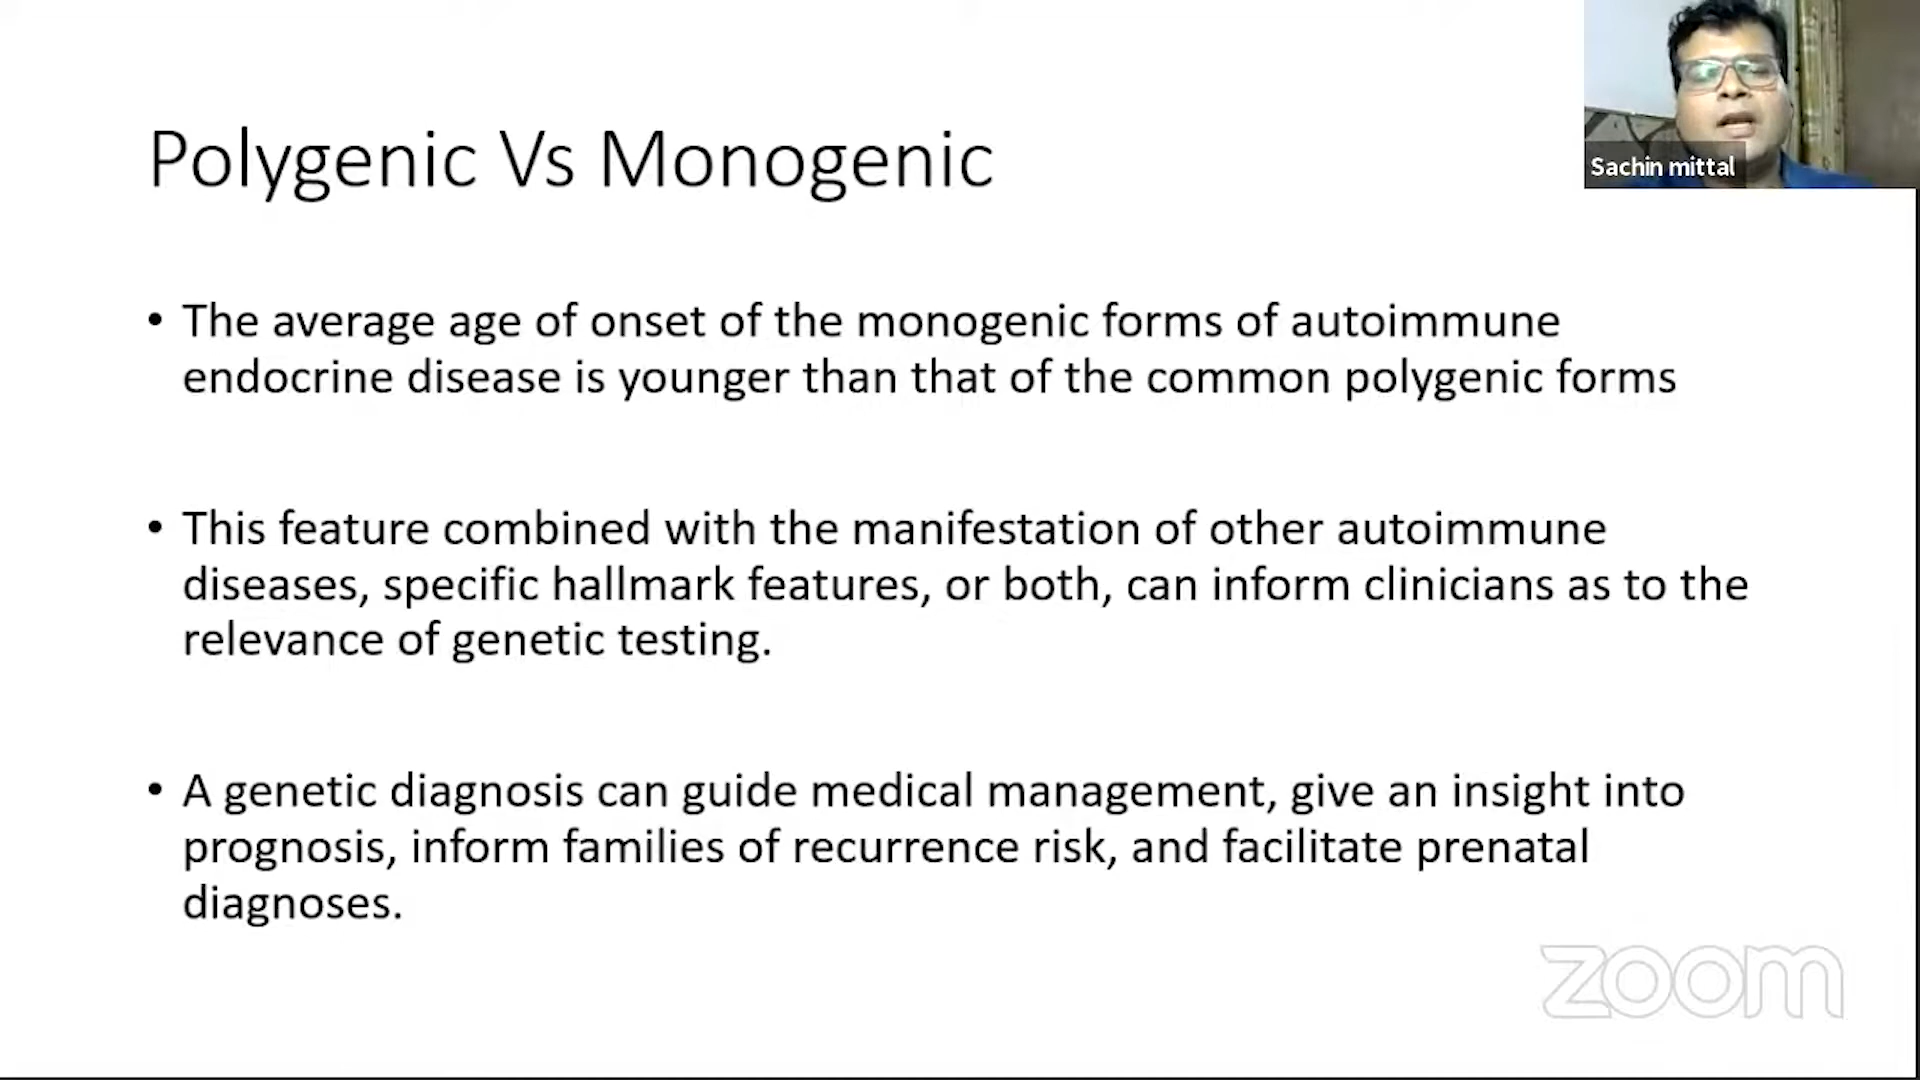 Polygenic Vs Monogenic
Sachin mittal
• The average age of onset of the monogenic forms of autoimmune
endocrine disease is younger than that of the common polygenic forms
• This feature combined with the manifestation of other autoimmune
diseases, specific hallmark features, or both, can inform clinicians as to the
relevance of genetic testing.
• A genetic diagnosis can guide medical management, give an insight into
prognosis, inform families of recurrence risk, and facilitate prenatal
diagnoses.
zoom